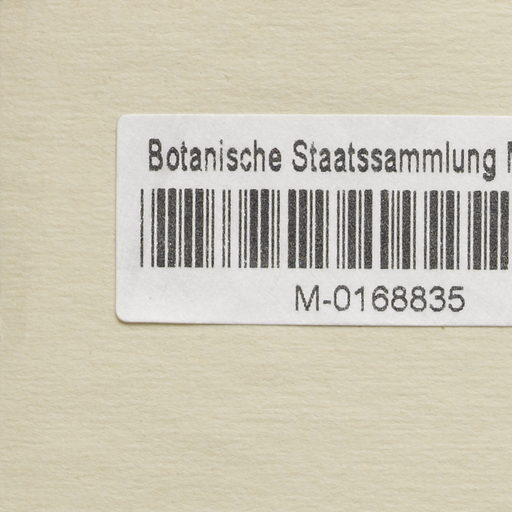 Botanische Staatssammlung
M-0168835